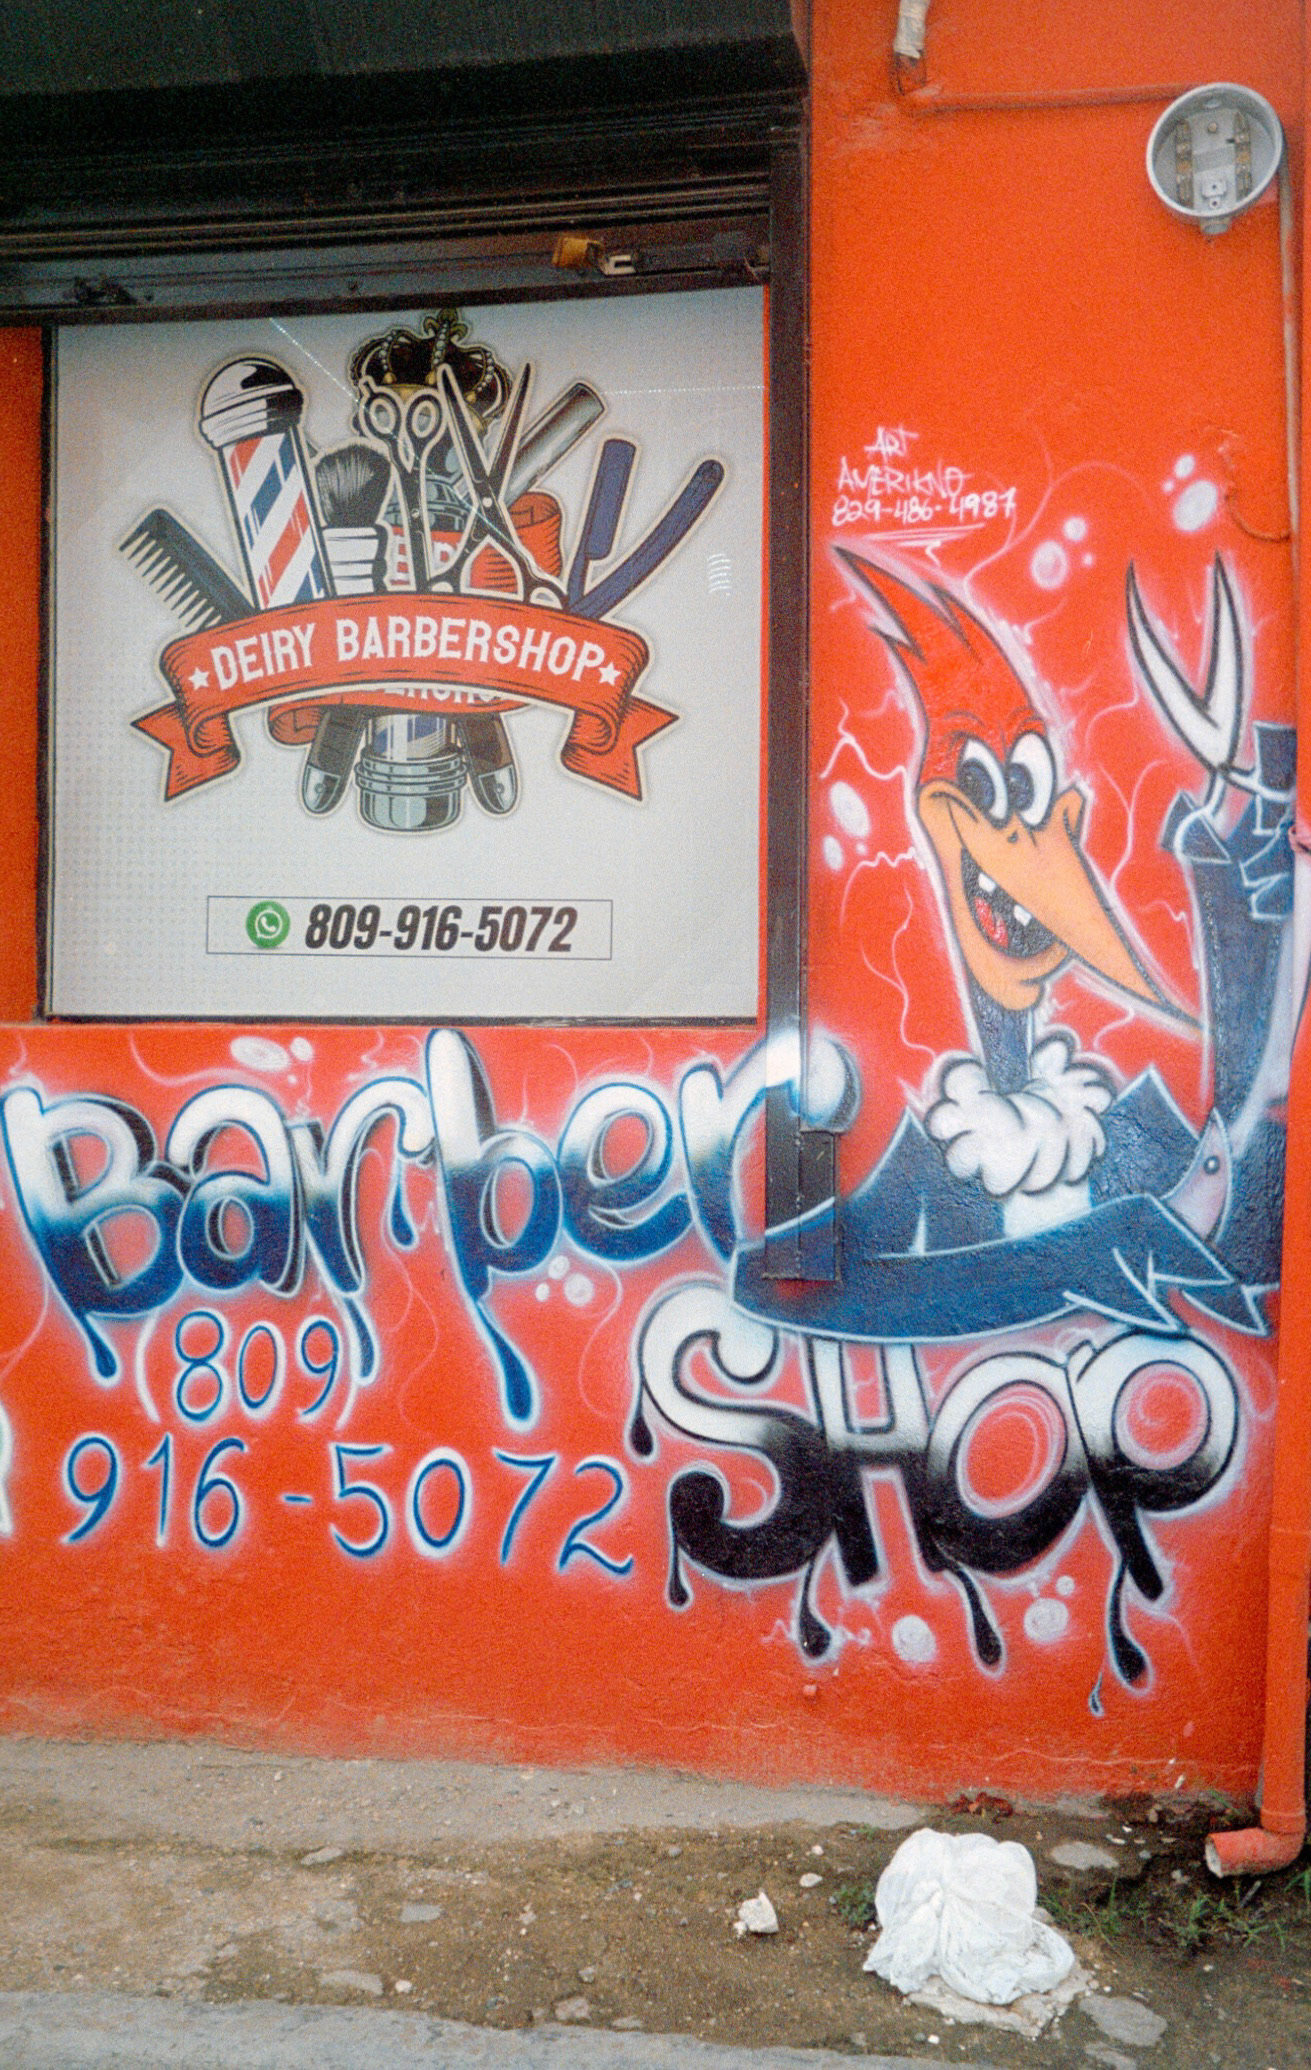 DEIRY BARBERSHOP
809-916-5072
ART
AMERIKNO
829-486-4987
Barber
SHOP
(809)
916-5072